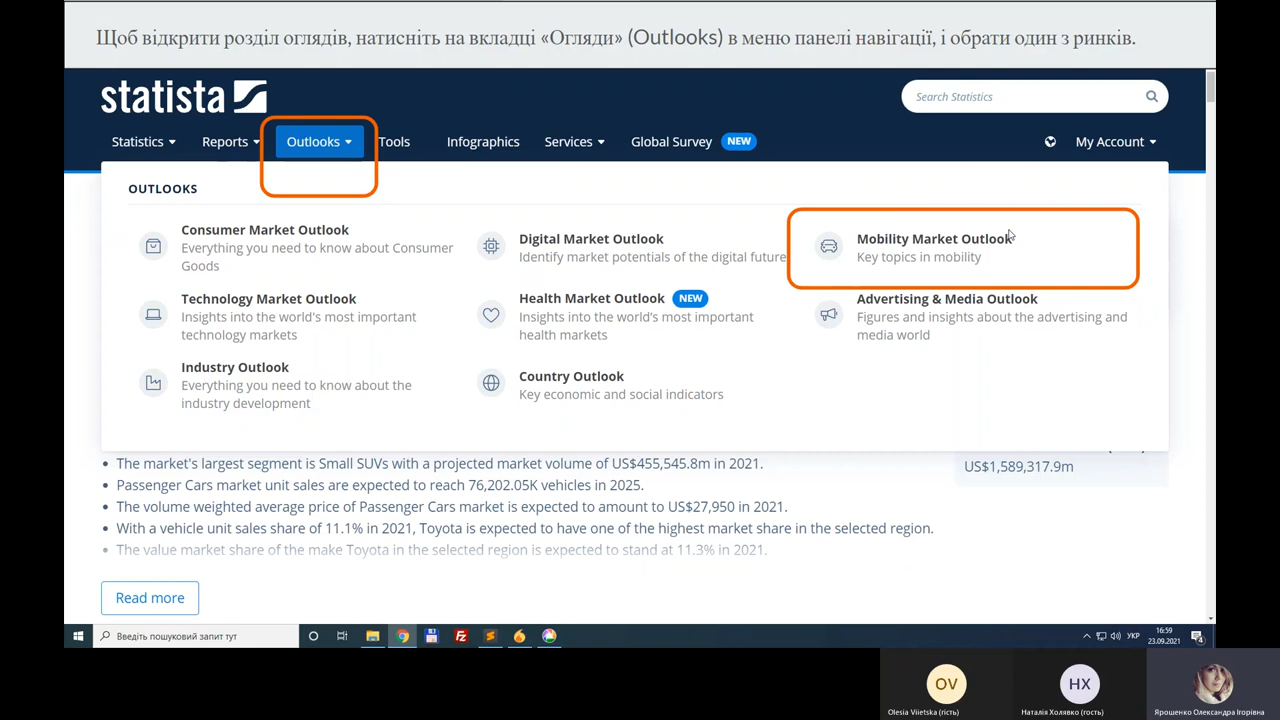 Щоб відкрити розділ оглядів, натисніть на вкладці «Огляди» (Outlooks) в меню панелі навігації, і обрати один з ринків.
statista
Search Statistics
Statistics Reports Outlooks Tools Infographics Services Global Survey NEW My Account
OUTLOOKS
Consumer Market Outlook
Everything you need to know about Consumer
Goods
Digital Market Outlook
Identify market potentials of the digital future
Mobility Market Outlook
Key topics in mobility
Technology Market Outlook
Insights into the world's most important
technology markets
Health Market Outlook NEW
Insights into the world's most important
health markets
Advertising & Media Outlook
Figures and insights about the advertising and
media world
Industry Outlook
Everything you need to know about the
industry development
Country Outlook
Key economic and social indicators
The market's largest segment is Small SUVs with a projected market volume of US$455,545.8m in 2021.
US$1,589,317.9m
Passenger Cars market unit sales are expected to reach 76,202.05K vehicles in 2025.
The volume weighted average price of Passenger Cars market is expected to amount to US$27,950 in 2021.
With a vehicle unit sales share of 11.1% in 2021, Toyota is expected to have one of the highest market share in the selected region.
The value market share of the make Toyota in the selected region is expected to stand at 11.3% in 2021.
Read more
Введіть пошуковий запит тут
УКР
16:59
23.09.2021
4
OV
НХ
Olesia Viietska (гість)
Наталія Холявко (гость)
Ярошенко Олександра Ігорівна